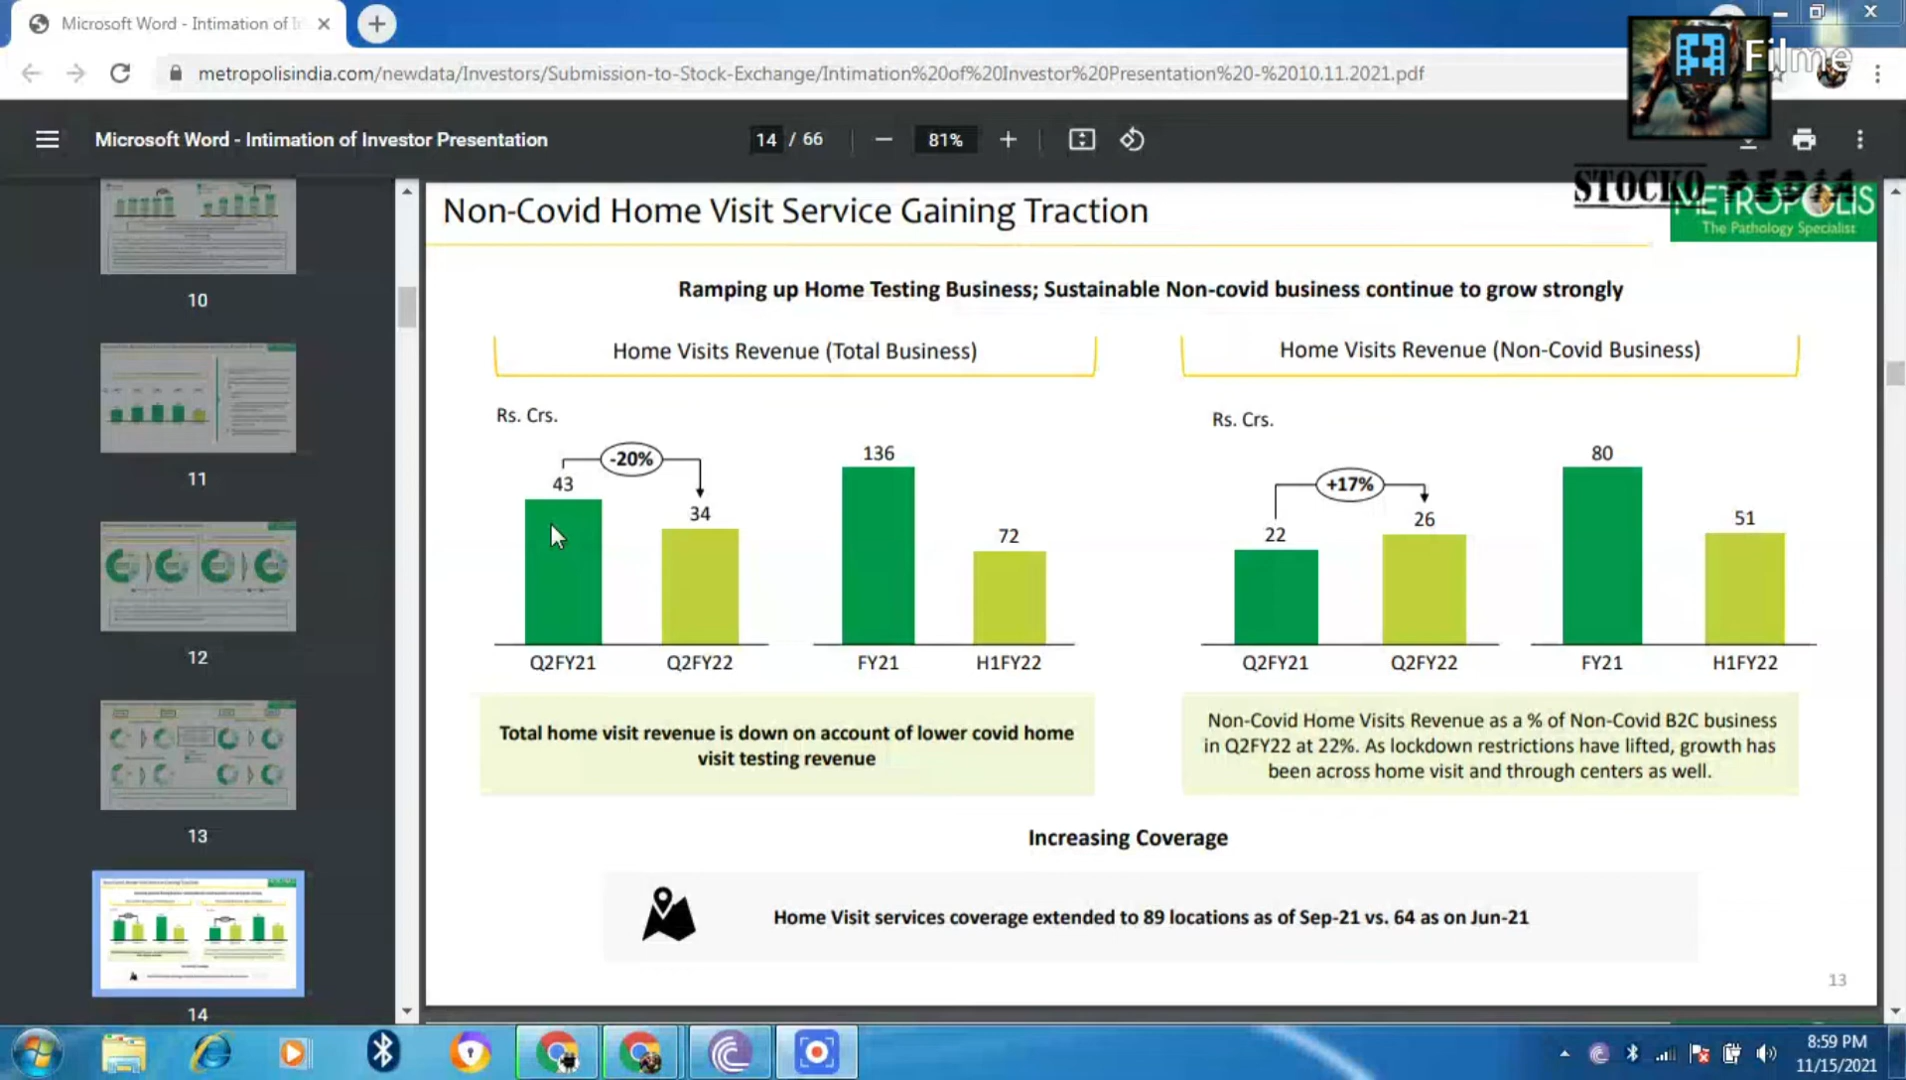 Microsoft Word - Intimation of I
Filme
metropolisindia.com/newdata/Investors/Submission-to-Stock-Exchange/Intimation%20of%20Investor%20Presentation%20-%2010.11.2021.pdf
Microsoft Word - Intimation of Investor Presentation
14 / 66
81%
STOCKO PEDIA
METROPOLIS
The Pathology Specialist
10
11
12
13
14
Non-Covid Home Visit Service Gaining Traction
Ramping up Home Testing Business; Sustainable Non-covid business continue to grow strongly
Home Visits Revenue (Total Business)
Rs. Crs.
-20%
43
34
136
72
Q2FY21
Q2FY22
FY21
H1FY22
Total home visit revenue is down on account of lower covid home
visit testing revenue
Home Visits Revenue (Non-Covid Business)
Rs. Crs.
+17%
22
26
80
51
Q2FY21
Q2FY22
FY21
H1FY22
Non-Covid Home Visits Revenue as a % of Non-Covid B2C business
in Q2FY22 at 22%. As lockdown restrictions have lifted, growth has
been across home visit and through centers as well.
Increasing Coverage
Home Visit services coverage extended to 89 locations as of Sep-21 vs. 64 as on Jun-21
13
8:59 PM
11/15/2021